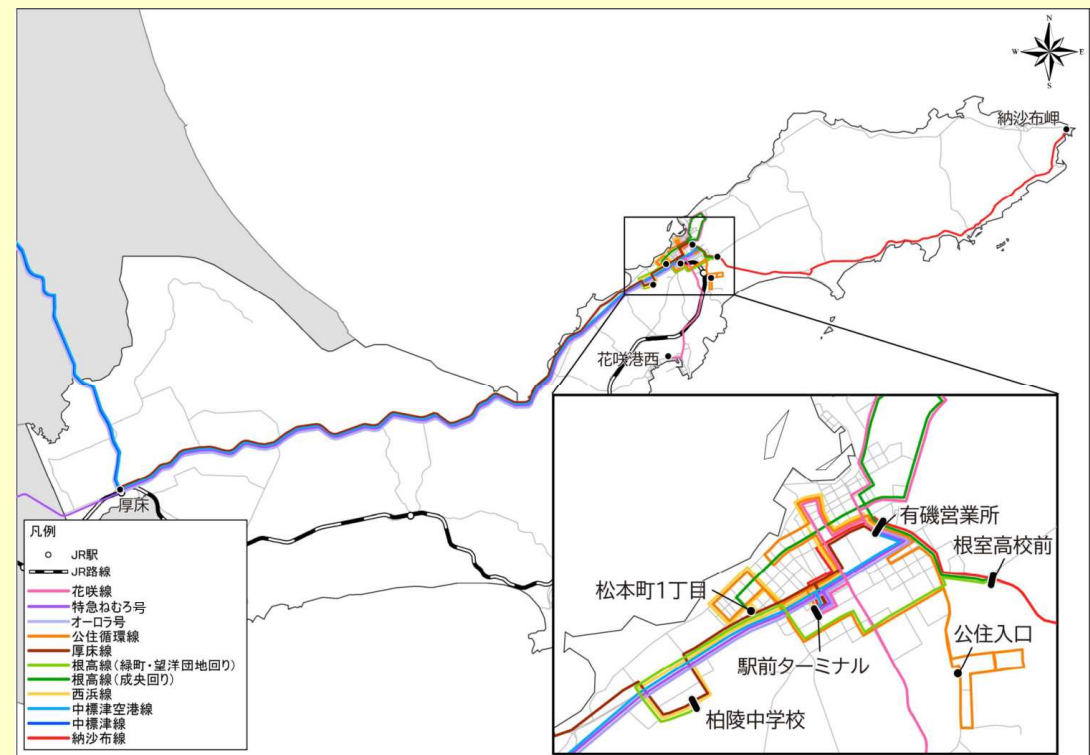 N
W
E
S
納沙布岬
花咲港西
厚床
凡例
JR駅
JR路線
花咲線
特急ねむろ号
オーロラ号
公住循環線
厚床線
根高線(緑町・望洋団地回り)
根高線(成央回り)
西浜線
中標津空港線
中標津線
納沙布線
有磯営業所
根室高校前
松本町1丁目
公住入口
駅前ターミナル
柏陵中学校